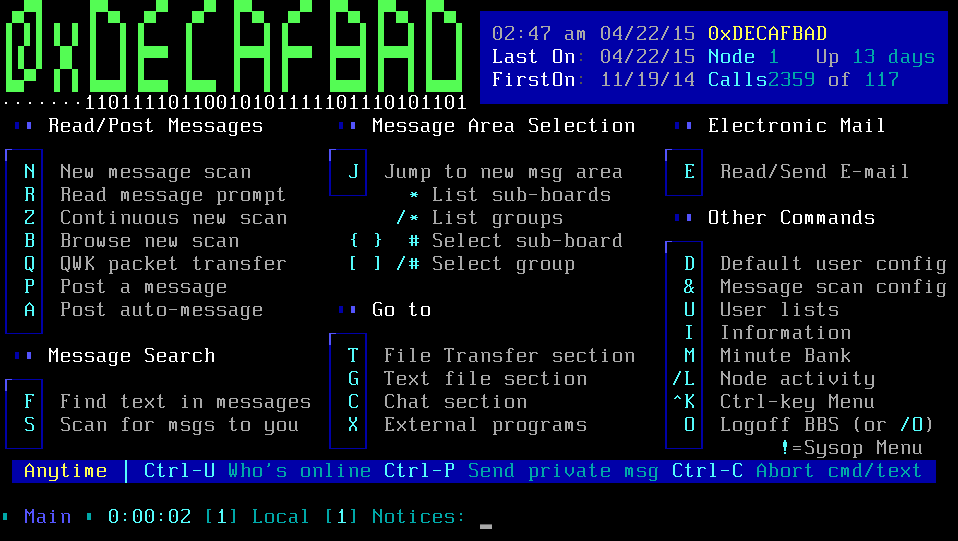 0xDECAFBAD
02:47 am 04/22/15 0xDECAFBAD
Last On: 04/22/15 Node 1 Up 13 days
FirstOn: 11/19/14 Calls2359 of 117
·······11011110110010101111101110101101
Read/Post Messages
N New message scan
R Read message prompt
Z Continuous new scan
B Browse new scan
Q QWK packet transfer
P Post a message
A Post auto-message
Message Search
F Find text in messages
S Scan for msgs to you
Message Area Selection
J Jump to new msg area
* List sub-boards
/* List groups
{ } # Select sub-board
[ ] /# Select group
Go to
T File Transfer section
G Text file section
C Chat section
X External programs
Electronic Mail
E Read/Send E-mail
Other Commands
D Default user config
& Message scan config
U User lists
I Information
M Minute Bank
/L Node activity
^K Ctrl-key Menu
O Logoff BBS (or /O)
!=Sysop Menu
Anytime | Ctrl-U Who's online Ctrl-P Send private msg Ctrl-C Abort cmd/text
Main 0:00:02 [1] Local [1] Notices: _